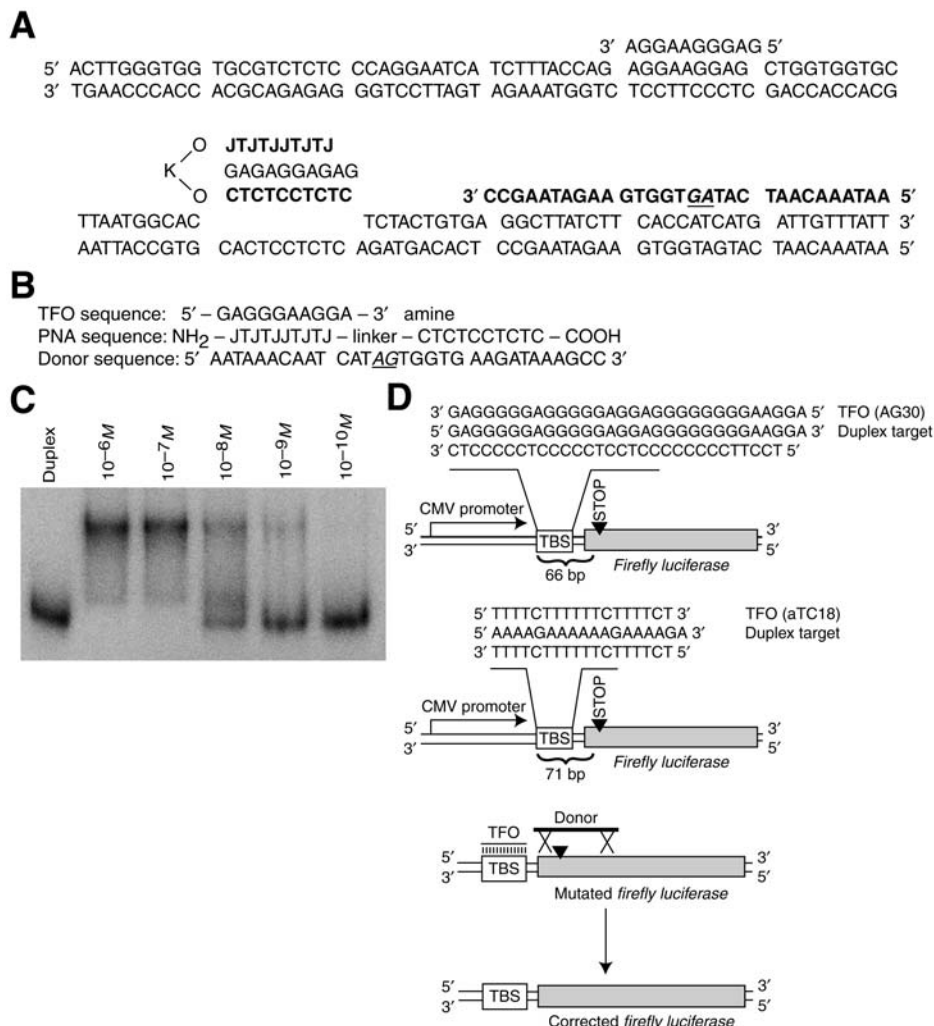 A
3′ AGGAAGGGAG 5′
5′ ACTTGGGTGG TGCGTCTCTC CCAGGAATCA TCTTTACCAG AGGAAGGGAG CTGGTGGTGC
3′ TGAACCCACC ACGCAGAGAG GGTCCTTAGT AGAAATGGTC TCCTTCCCTC GACCACCACG
O JTJTJJTJTJ
K GAGAGGAGAG
O CTCTCCTCTC
3′ CCGAATAGAA GTGGTGATAC TAACAAATAA 5′
TTAATGGCAC TCTACTGTGA GGCTTATCTT CACCATCATG ATTGTTTATT 3′
AATTACCGTG CACTCCTCTC AGATGACACT CCGAATAGAA GTGGTAGTAC TAACAAATAA 5′
B
TFO sequence: 5′ – GAGGGAAGGA – 3′ amine
PNA sequence: NH2 – JTJTJJTJTJ – linker – CTCTCCTCTC – COOH
Donor sequence: 5′ AATAAACAAT CATAGTGGTG AAGATAAAGCC 3′
C
Duplex
10–6M
10–7M
10–8M
10–9M
10–10M
D
3′ GAGGGGGAGGGGGAGGAGGGGGGGGAAGGA 5′ TFO (AG30)
5′ GAGGGGGAGGGGGAGGAGGGGGGGGAAGGA 3′ Duplex target
3′ CTCCCCCTCCCCCTCCTCCCCCCCCTTCCT 5′
CMV promoter
STOP
5′ 3′
TBS
3′ 5′
66 bp
Firefly luciferase
5′ TTTTCTTTTTTCTTTTCT 3′ TFO (aTC18)
5′ AAAAGAAAAAAGAAAAGA 3′ Duplex target
3′ TTTTCTTTTTTCTTTTCT 5′
CMV promoter
STOP
5′ 3′
TBS
3′ 5′
71 bp
Firefly luciferase
Donor
TFO
5′ 3′
TBS
3′ 5′
Mutated firefly luciferase
5′ 3′
TBS
3′ 5′
Corrected firefly luciferase